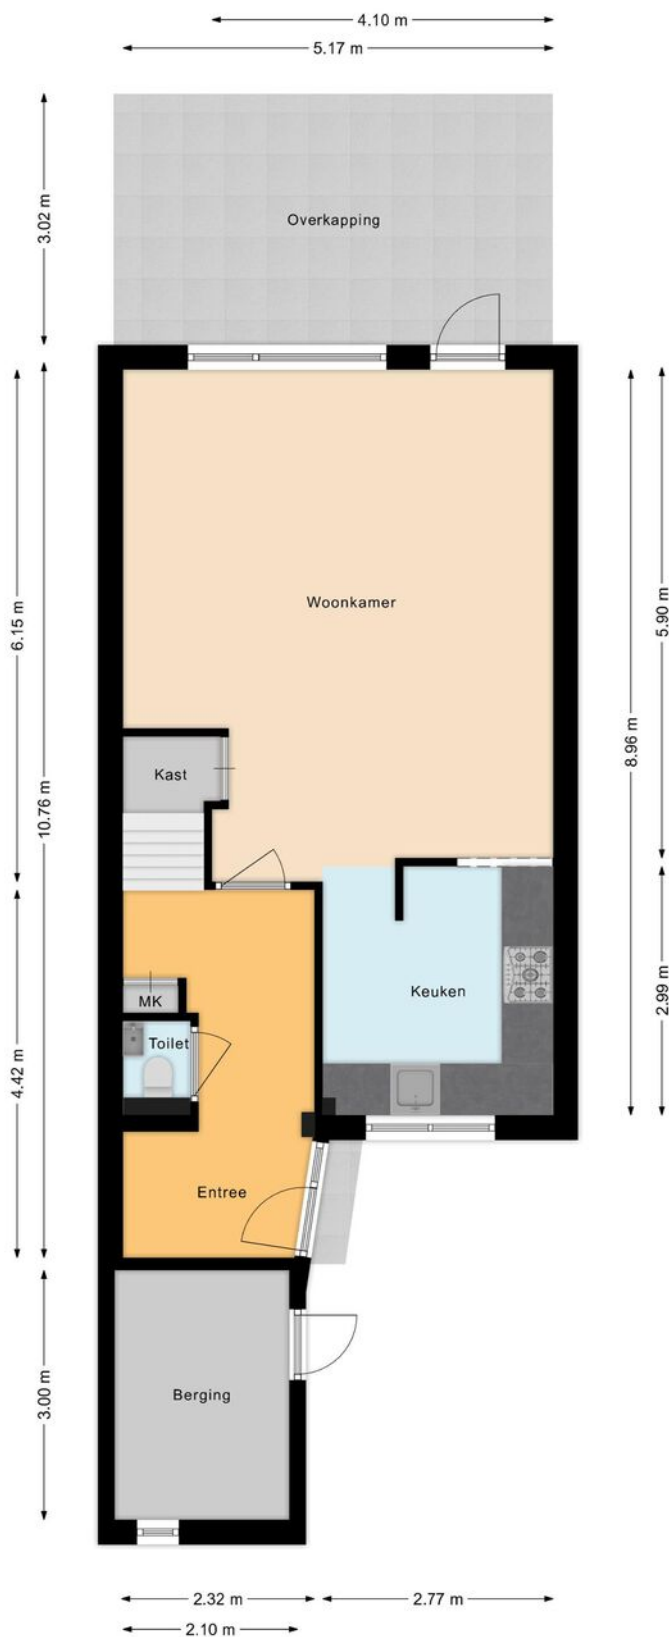 4.10 m
5.17 m
3.02 m
Overkapping
6.15 m
10.76 m
Woonkamer
5.90 m
8.96 m
Kast
4.42 m
MK
Toilet
Keuken
2.99 m
Entree
3.00 m
Berging
2.32 m
2.77 m
2.10 m